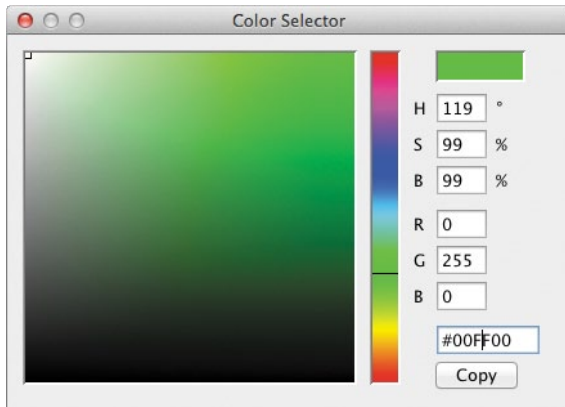 Color Selector
H 119 °
S 99 %
B 99 %
R 0
G 255
B 0
#00FF00
Copy